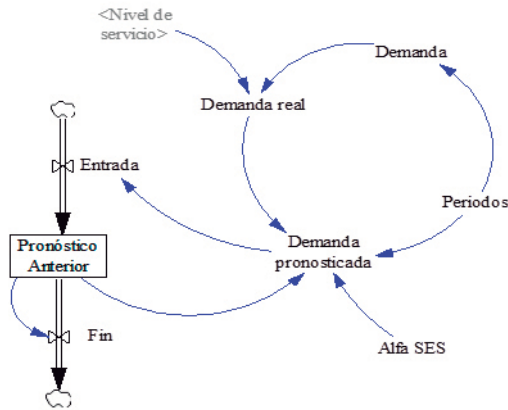 <Nivel de
servicio>
Demanda
Demanda real
Entrada
Periodos
Pronóstico
Anterior
Demanda
pronosticada
Fin
Alfa SES